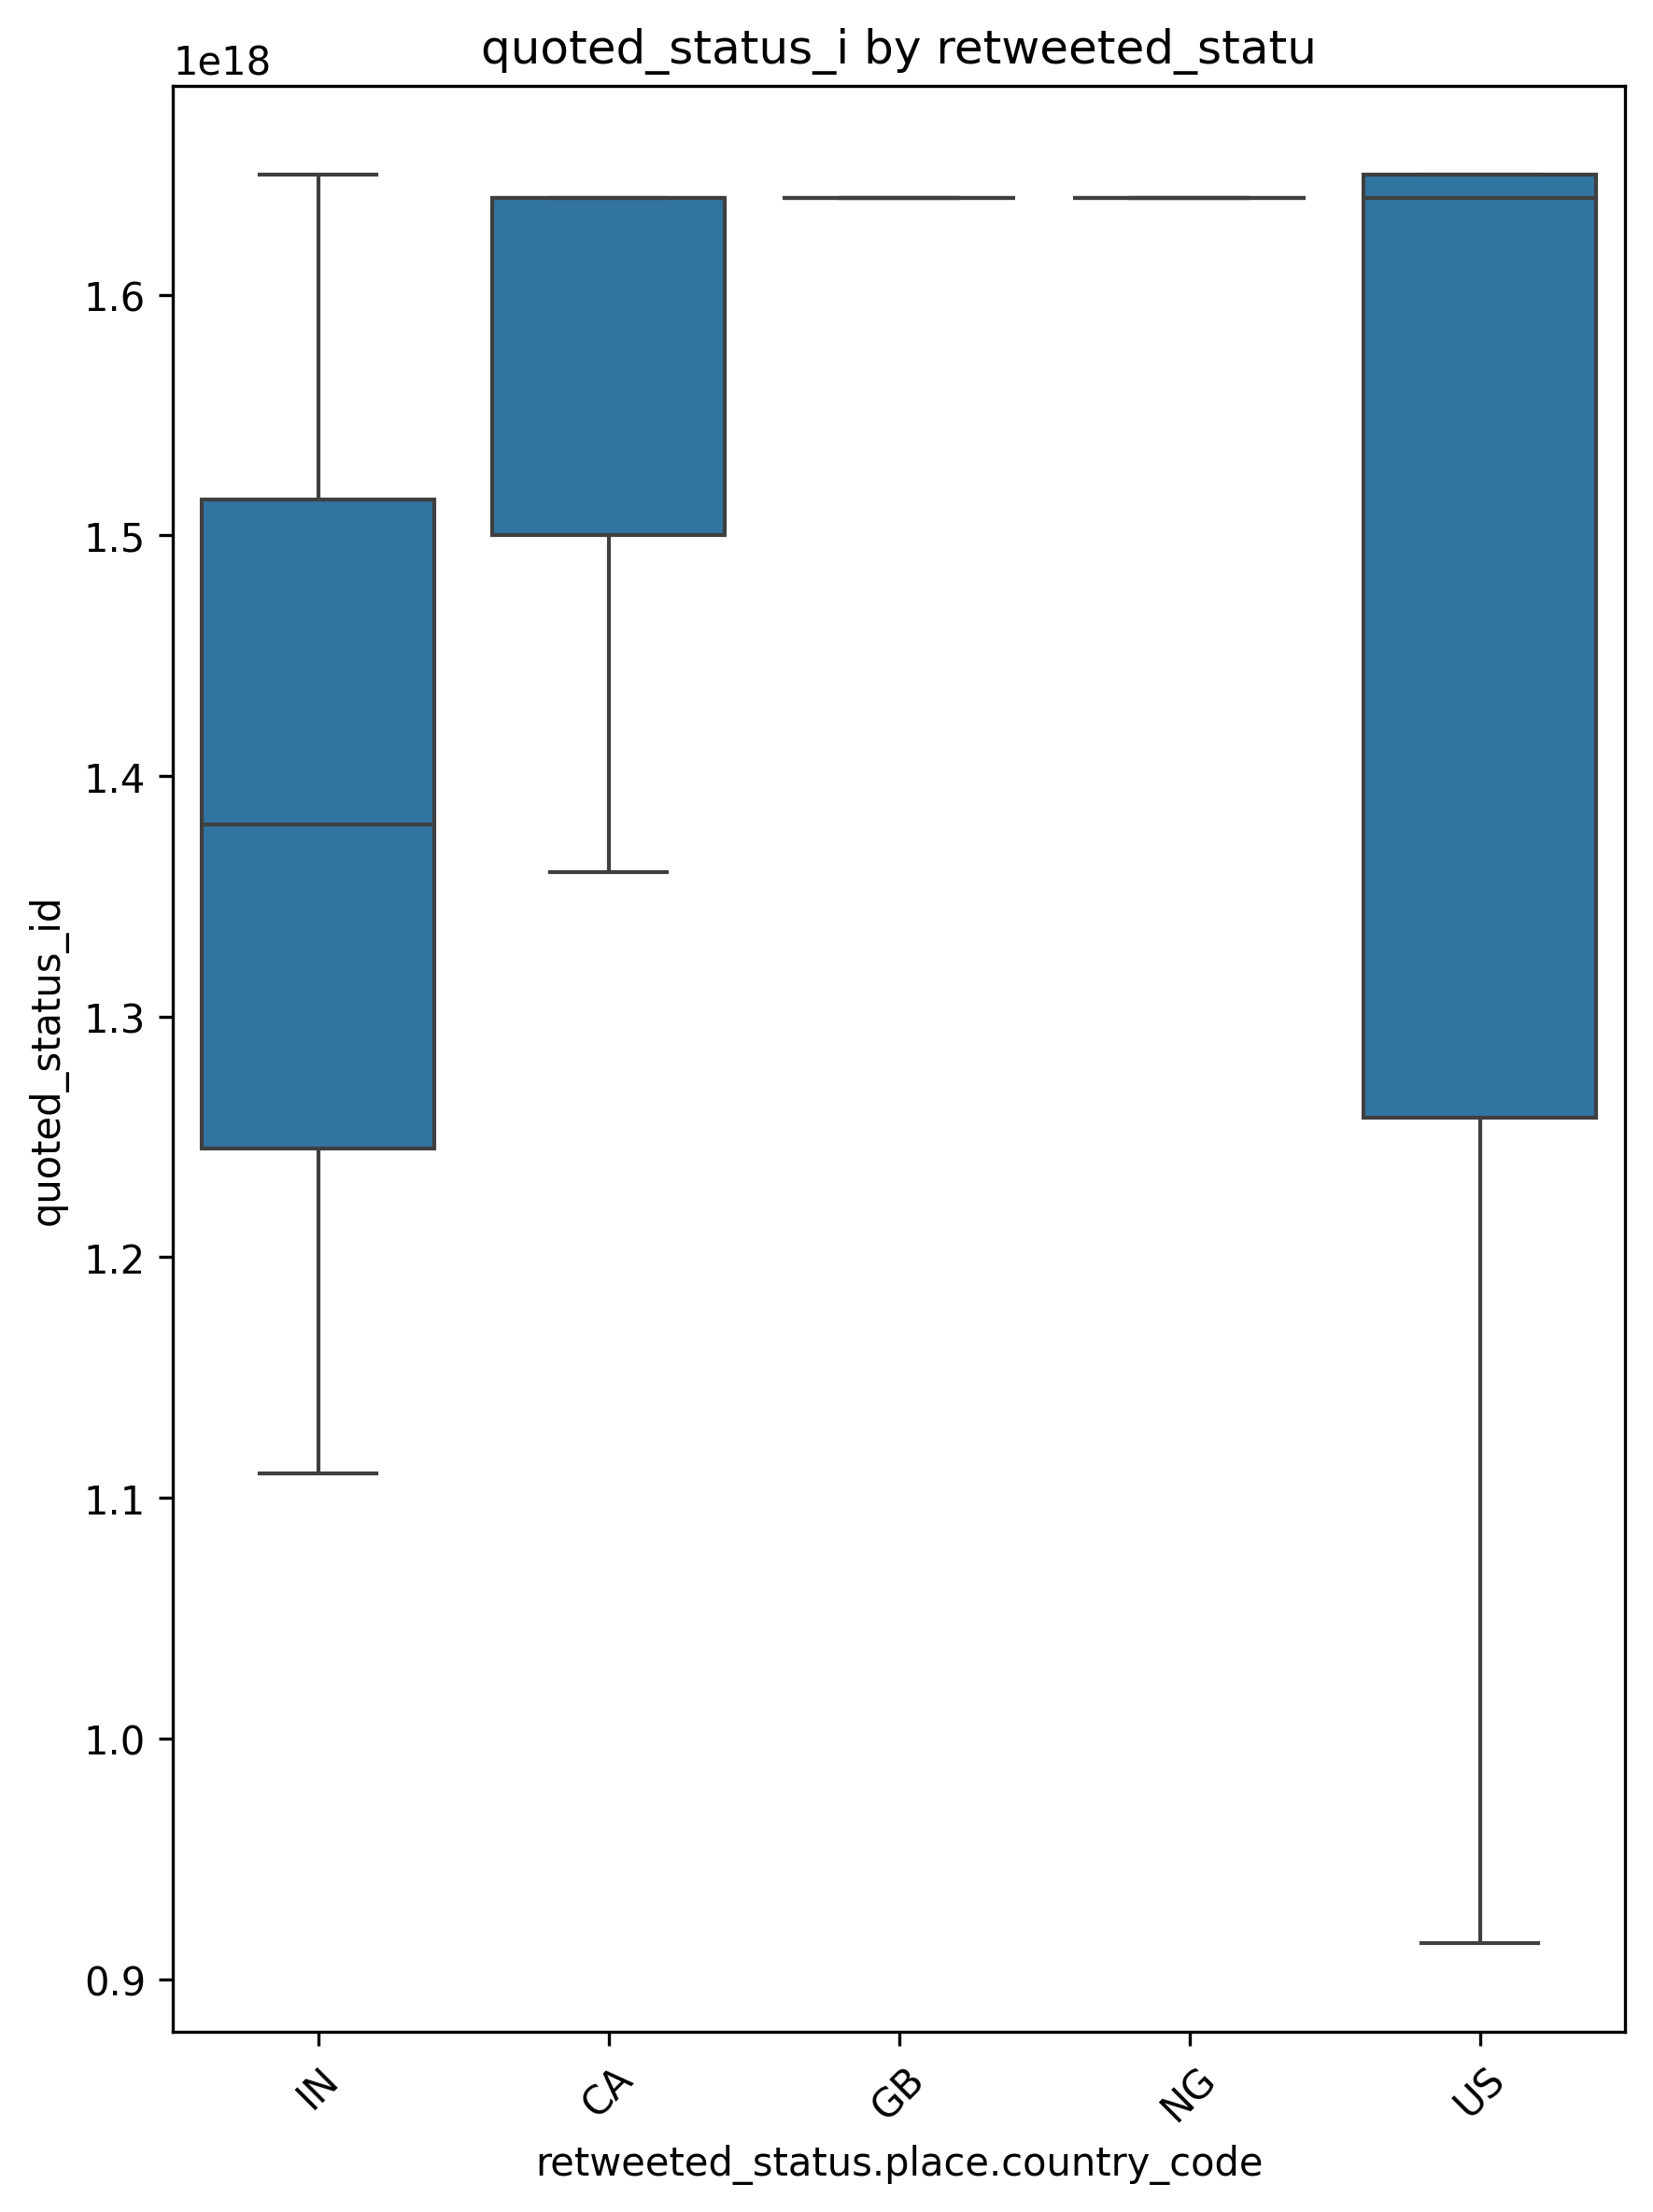 quoted_status_i by retweeted_statu
1e18
1.6
1.5
1.4
1.3
1.2
1.1
1.0
0.9
quoted_status_id
IN
CA
GB
NG
US
retweeted_status.place.country_code